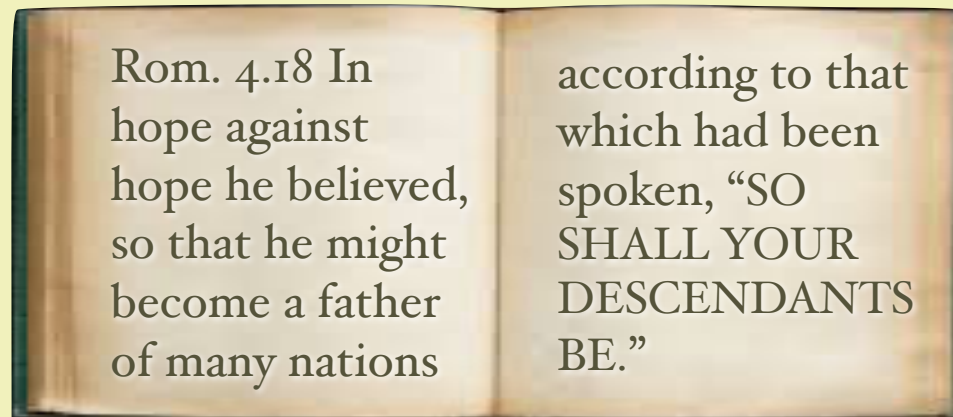 Rom. 4.18 In
hope against
hope he believed,
so that he might
become a father
of many nations
according to that
which had been
spoken, “SO
SHALL YOUR
DESCENDANTS
BE.”